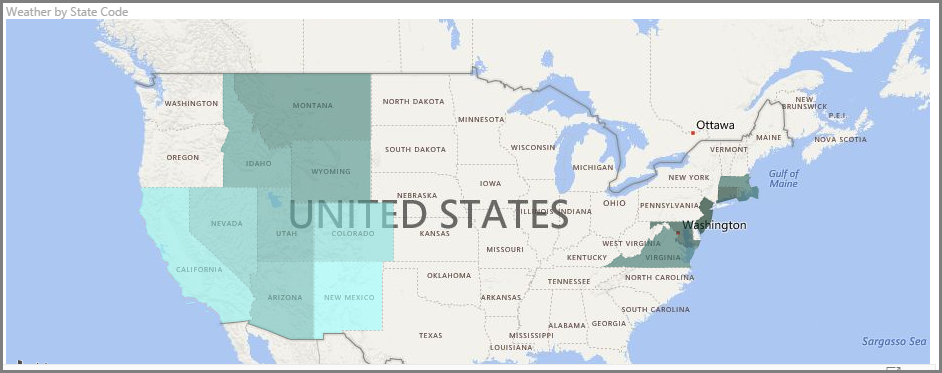 Weather by State Code
Ottawa
NEW
BRUNSWICK
P.E.I.
NOVA SCOTIA
MAINE
VERMONT
Gulf of
Maine
WASHINGTON
MONTANA
NORTH DAKOTA
MINNESOTA
OREGON
IDAHO
SOUTH DAKOTA
WISCONSIN
MICHIGAN
NEW YORK
WYOMING
IOWA
NEBRASKA
PENNSYLVANIA
OHIO
ILLINOIS
INDIANA
UNITED STATES
NEVADA
UTAH
COLORADO
KANSAS
Washington
WEST VIRGINIA
MISSOURI
KENTUCKY
VIRGINIA
CALIFORNIA
OKLAHOMA
TENNESSEE
NORTH CAROLINA
ARIZONA
NEW MEXICO
ARKANSAS
SOUTH CAROLINA
TEXAS
MISSISSIPPI
ALABAMA
GEORGIA
LOUISIANA
Sargasso Sea